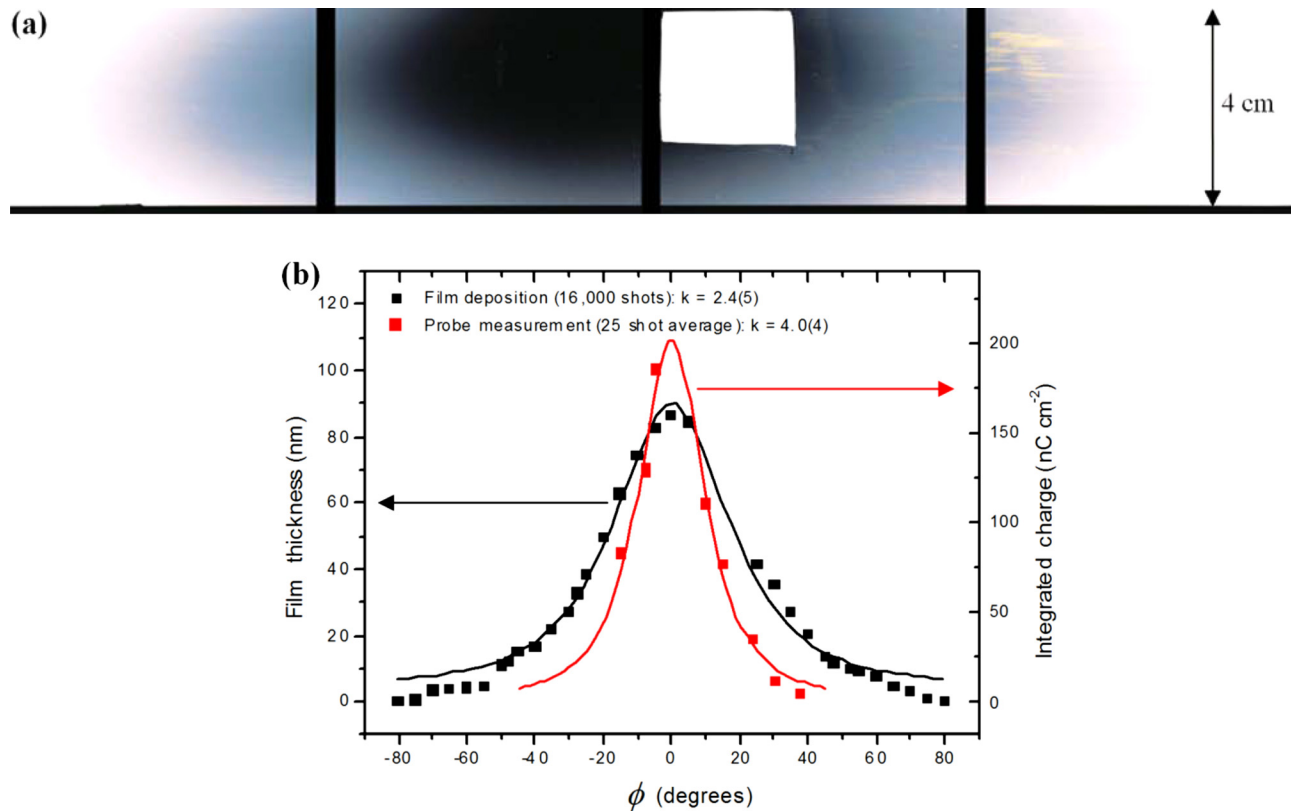 (a)
4 cm
(b)
Film deposition (16,000 shots): k = 2.4(5)
Probe measurement (25 shot average): k = 4.0(4)
Film thickness (nm)
120
100
80
60
40
20
0
Integrated charge (nC cm-2)
200
150
100
50
0
-80 -60 -40 -20 0 20 40 60 80
ϕ (degrees)